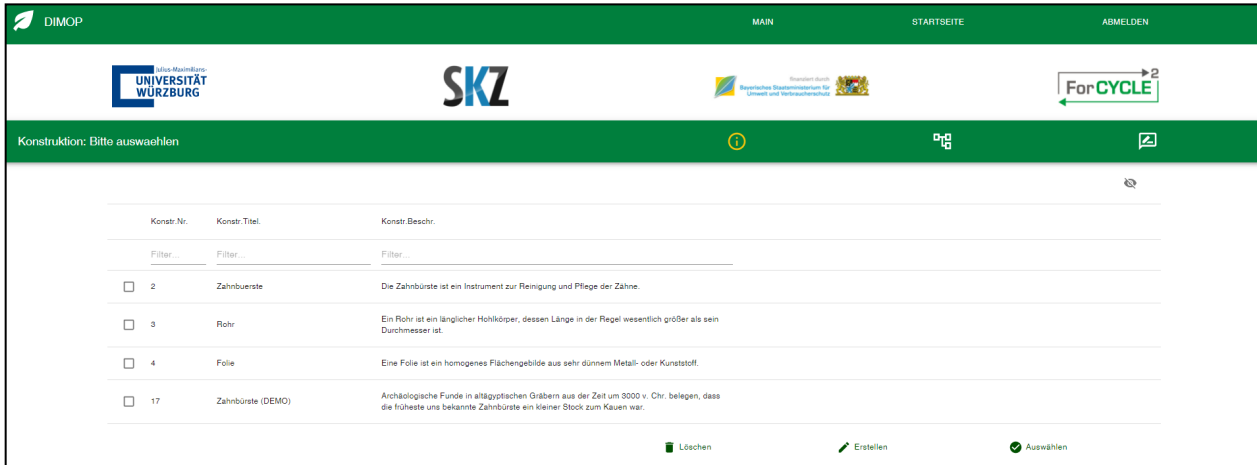 DIMOP MAIN STARTSEITE ABMELDEN
Julius-Maximilians-
UNIVERSITÄT
WÜRZBURG
SKZ
finanziert durch
Bayerisches Staatsministerium für
Umwelt und Verbraucherschutz
ForCYCLE 2
Konstruktion: Bitte auswaehlen
Konstr.Nr. Konstr.Titel. Konstr.Beschr.
Filter... Filter... Filter...
2 Zahnbuerste Die Zahnbürste ist ein Instrument zur Reinigung und Pflege der Zähne.
3 Rohr Ein Rohr ist ein länglicher Hohlkörper, dessen Länge in der Regel wesentlich größer als sein
Durchmesser ist.
4 Folie Eine Folie ist ein homogenes Flächengebilde aus sehr dünnem Metall- oder Kunststoff.
17 Zahnbürste (DEMO) Archäologische Funde in altägyptischen Gräbern aus der Zeit um 3000 v. Chr. belegen, dass
die früheste uns bekannte Zahnbürste ein kleiner Stock zum Kauen war.
Löschen Erstellen Auswählen